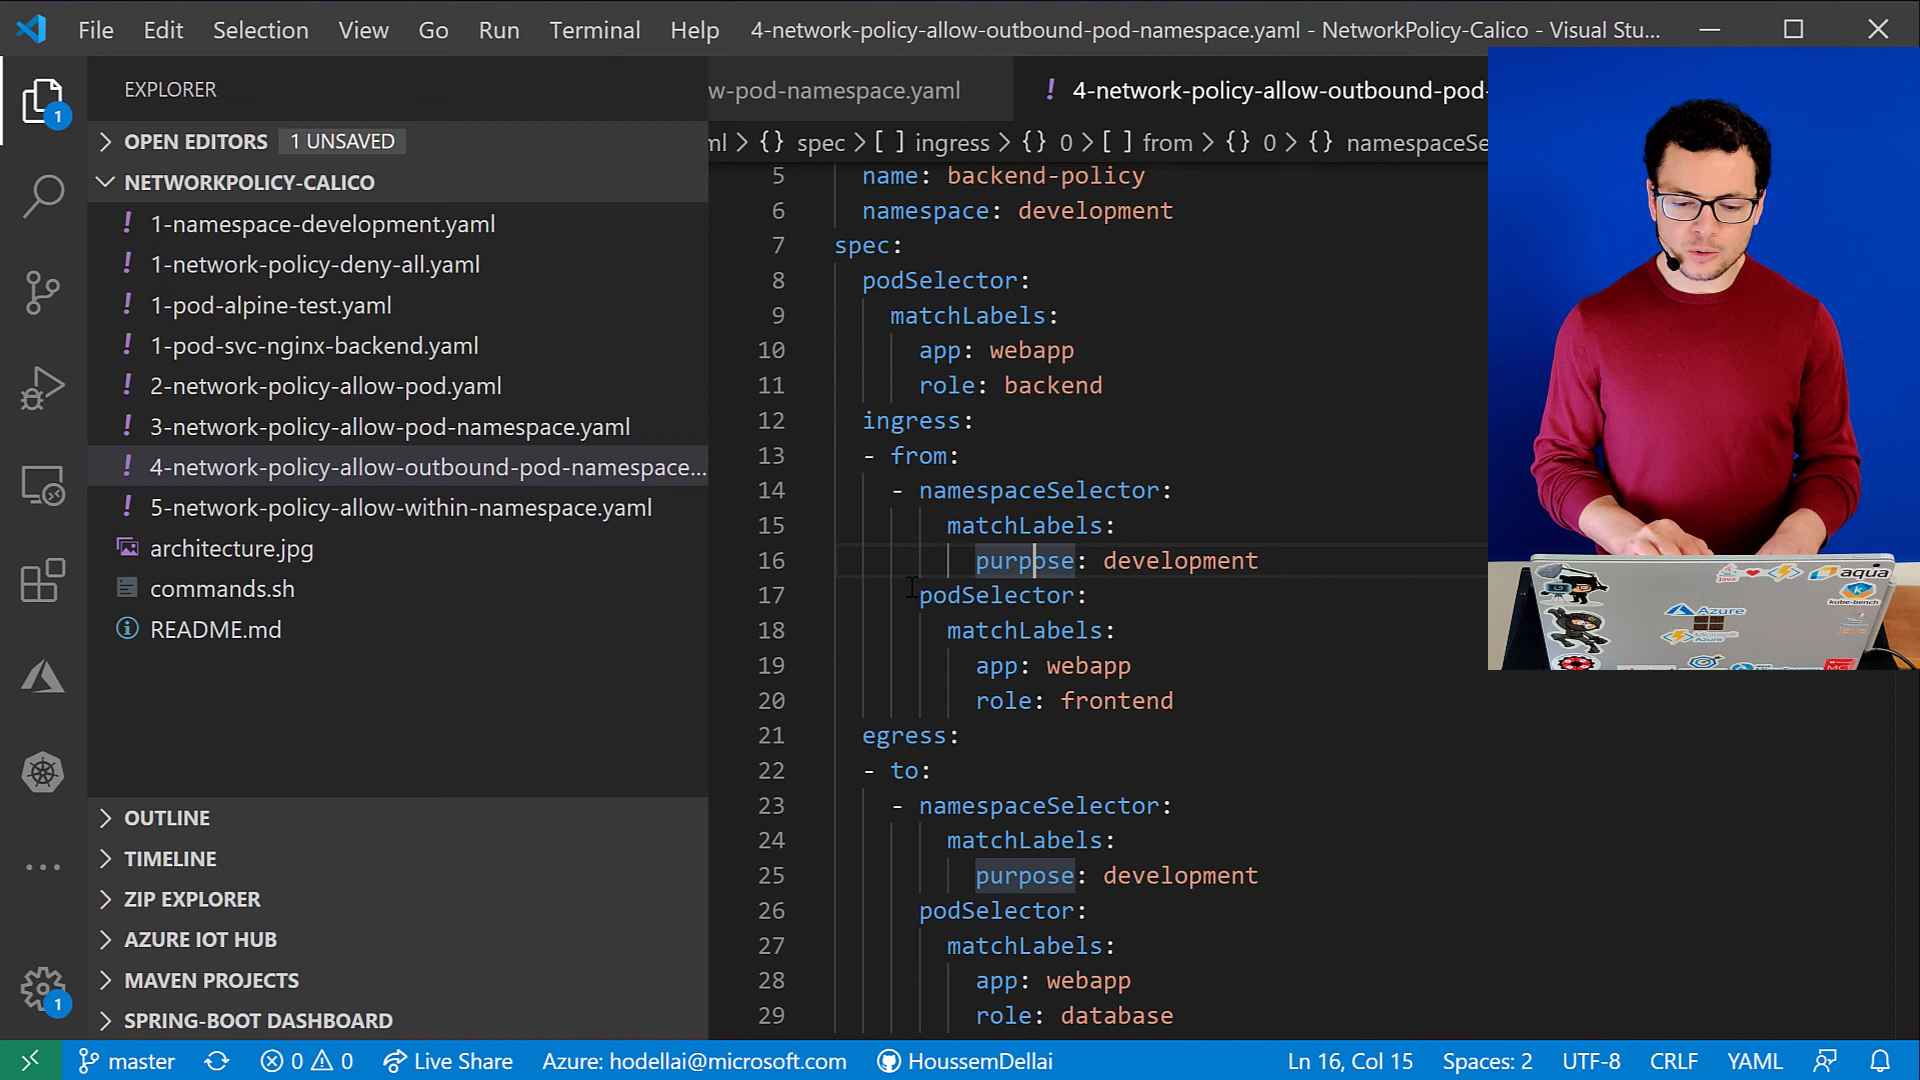 File Edit Selection View Go Run Terminal Help 4-network-policy-allow-outbound-pod-namespace.yaml - NetworkPolicy-Calico - Visual Stu...
EXPLORER
OPEN EDITORS 1 UNSAVED
NETWORKPOLICY-CALICO
! 1-namespace-development.yaml
! 1-network-policy-deny-all.yaml
! 1-pod-alpine-test.yaml
! 1-pod-svc-nginx-backend.yaml
! 2-network-policy-allow-pod.yaml
! 3-network-policy-allow-pod-namespace.yaml
! 4-network-policy-allow-outbound-pod-namespace...
! 5-network-policy-allow-within-namespace.yaml
architecture.jpg
commands.sh
README.md
OUTLINE
TIMELINE
ZIP EXPLORER
AZURE IOT HUB
MAVEN PROJECTS
SPRING-BOOT DASHBOARD
1
1
w-pod-namespace.yaml ! 4-network-policy-allow-outbound-pod-
ml > {} spec > [ ] ingress > {} 0 > [ ] from > {} 0 > {} namespaceSe
5 name: backend-policy
6 namespace: development
7 spec:
8 podSelector:
9 matchLabels:
10 app: webapp
11 role: backend
12 ingress:
13 - from:
14 - namespaceSelector:
15 matchLabels:
16 purpose: development
17 podSelector:
18 matchLabels:
19 app: webapp
20 role: frontend
21 egress:
22 - to:
23 - namespaceSelector:
24 matchLabels:
25 purpose: development
26 podSelector:
27 matchLabels:
28 app: webapp
29 role: database
aqua
kube-bench
Azure
Microsoft
Azure
Java
MCT
master 0 0 Live Share Azure: hodellai@microsoft.com HoussemDellai Ln 16, Col 15 Spaces: 2 UTF-8 CRLF YAML